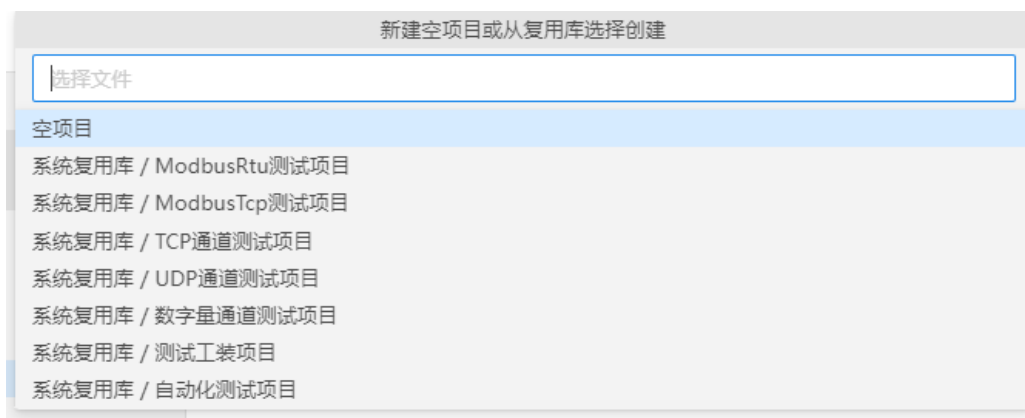 新建空项目或从复用库选择创建
选择文件
空项目
系统复用库 / ModbusRtu测试项目
系统复用库 / ModbusTcp测试项目
系统复用库 / TCP通道测试项目
系统复用库 / UDP通道测试项目
系统复用库 / 数字量通道测试项目
系统复用库 / 测试工装项目
系统复用库 / 自动化测试项目